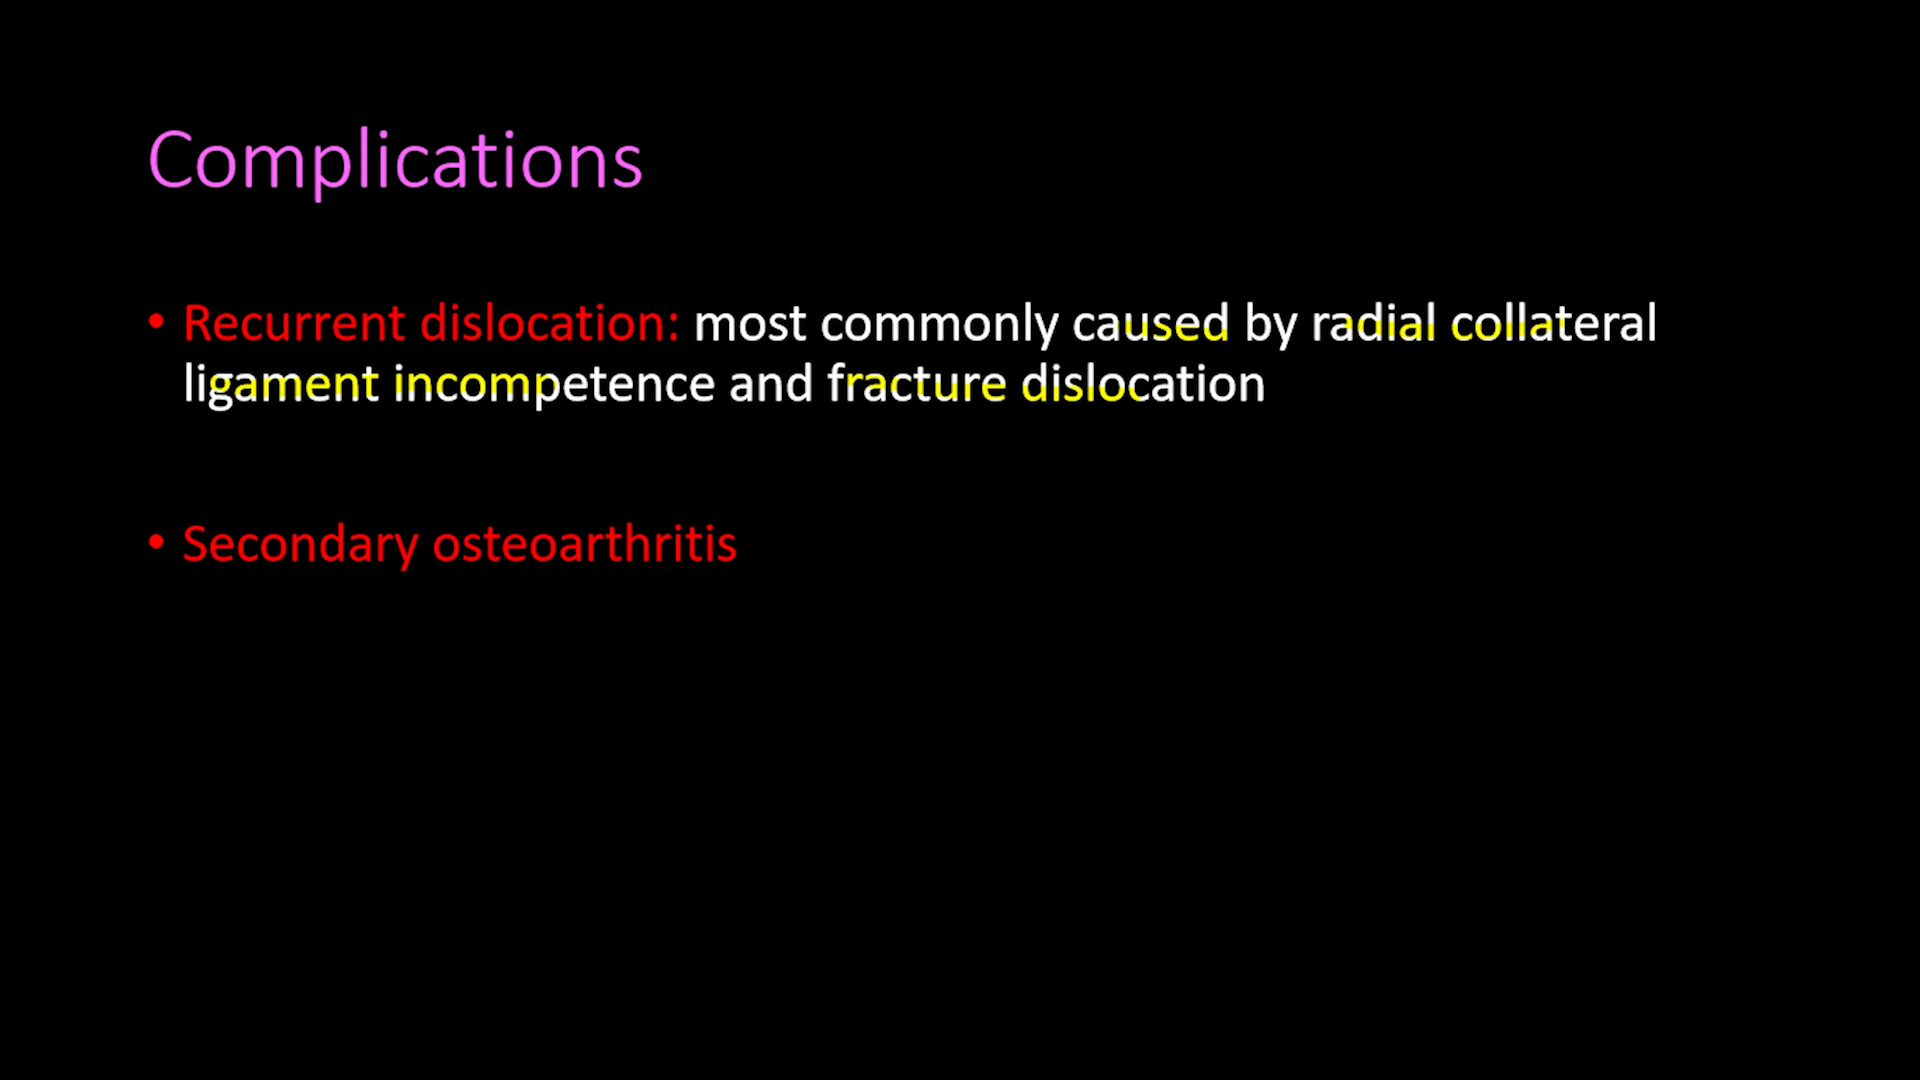 Complications
• Recurrent dislocation: most commonly caused by radial collateral
ligament incompetence and fracture dislocation
• Secondary osteoarthritis